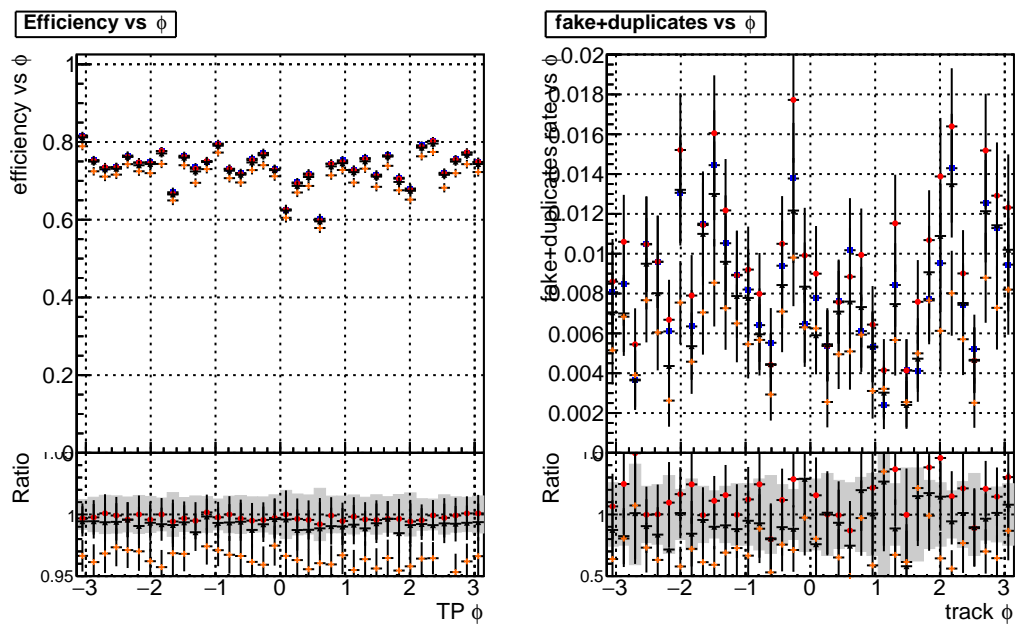 Efficiency vs ϕ
efficiency vs ϕ
1
0.8
0.6
0.4
0.2
0
Ratio
1
0.95
−3 −2 −1 0 1 2 3
TP ϕ
fake+duplicates vs ϕ
fake+duplicates rate vs ϕ
0.02
0.018
0.016
0.014
0.012
0.01
0.008
0.006
0.004
0.002
0
Ratio
1
0.5
−3 −2 −1 0 1 2 3
track ϕ